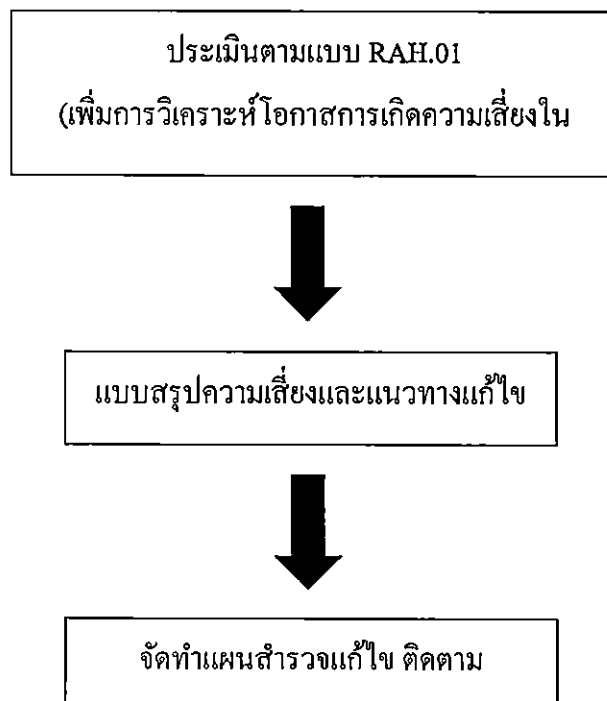 ประเมินตามแบบ RAH.01
(เพิ่มการวิเคราะห์โอกาสการเกิดความเสี่ยงใน
แบบสรุปความเสี่ยงและแนวทางแก้ไข
จัดทำแผนสำรวจแก้ไข ติดตาม